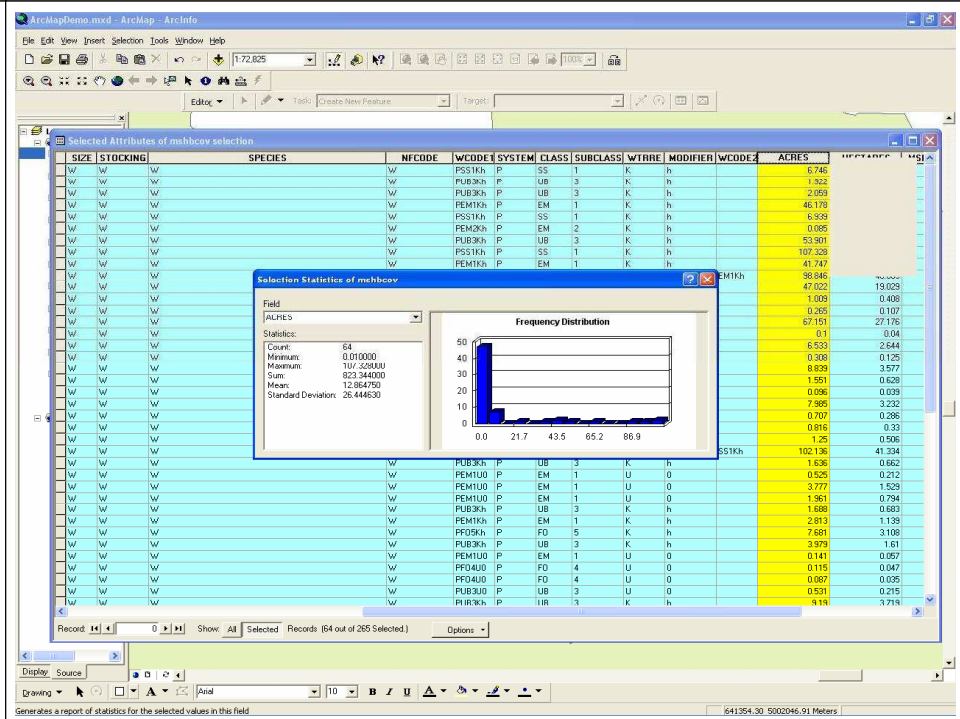 ArcMapDemo.mxd - ArcMap - ArcInfo
File Edit View Insert Selection Tools Window Help
1:72,825 100%
Editor Task: Create New Feature Target:
Selected Attributes of mshbcov selection
SIZE STOCKING SPECIES NFCODE WCODE1 SYSTEM CLASS SUBCLASS WTRRE MODIFIER WCODE2 ACRES
W W W W PSS1Kh P SS 1 K h 6.746
W W W W PUB3Kh P UB 3 K h 1.922
W W W W PUB3Kh P UB 3 K h 2.059
W W W W PEM1Kh P EM 1 K h 46.178
W W W W PSS1Kh P SS 1 K h 6.939
W W W W PEM2Kh P EM 2 K h 0.085
W W W W PUB3Kh P UB 3 K h 53.901
W W W W PSS1Kh P SS 1 K h 107.328
W W W W PEM1Kh P EM 1 K h 41.747
W W W EM1Kh 98.846
W W W 47.022 19.029
W W W 1.009 0.408
W W W 0.265 0.107
W W W 67.151 27.176
W W W 0.1 0.04
W W W 6.533 2.644
W W W 0.308 0.125
W W W 8.839 3.577
W W W 1.551 0.628
W W W 0.096 0.039
W W W 7.985 3.232
W W W 0.707 0.286
W W W 0.816 0.33
W W W 1.25 0.506
W W W SS1Kh 102.136 41.334
W W W W PUB3Kh P UB 3 K h 1.636 0.662
W W W W PEM1U0 P EM 1 U 0 0.525 0.212
W W W W PEM1U0 P EM 1 U 0 3.777 1.529
W W W W PEM1U0 P EM 1 U 0 1.961 0.794
W W W W PUB3Kh P UB 3 K h 1.688 0.683
W W W W PEM1Kh P EM 1 K h 2.813 1.139
W W W W PFO5Kh P FO 5 K h 7.681 3.108
W W W W PUB3Kh P UB 3 K h 3.979 1.61
W W W W PEM1U0 P EM 1 U 0 0.141 0.057
W W W W PFO4U0 P FO 4 U 0 0.115 0.047
W W W W PFO4U0 P FO 4 U 0 0.087 0.035
W W W W PUB3U0 P UB 3 U 0 0.531 0.215
W W W W PUB3Kh P UB 3 K h 9.19 3.719
Selection Statistics of mshbcov
Field
ACRES
Statistics:
Count: 64
Minimum: 0.010000
Maximum: 107.328000
Sum: 823.344000
Mean: 12.864750
Standard Deviation: 26.444630
Frequency Distribution
50
40
30
20
10
0
0.0 21.7 43.5 65.2 86.9
Record: 0 Show: All Selected Records (64 out of 265 Selected.) Options
Display Source
Drawing A Arial 10 B I U A
Generates a report of statistics for the selected values in this field 641354.30 5002046.91 Meters